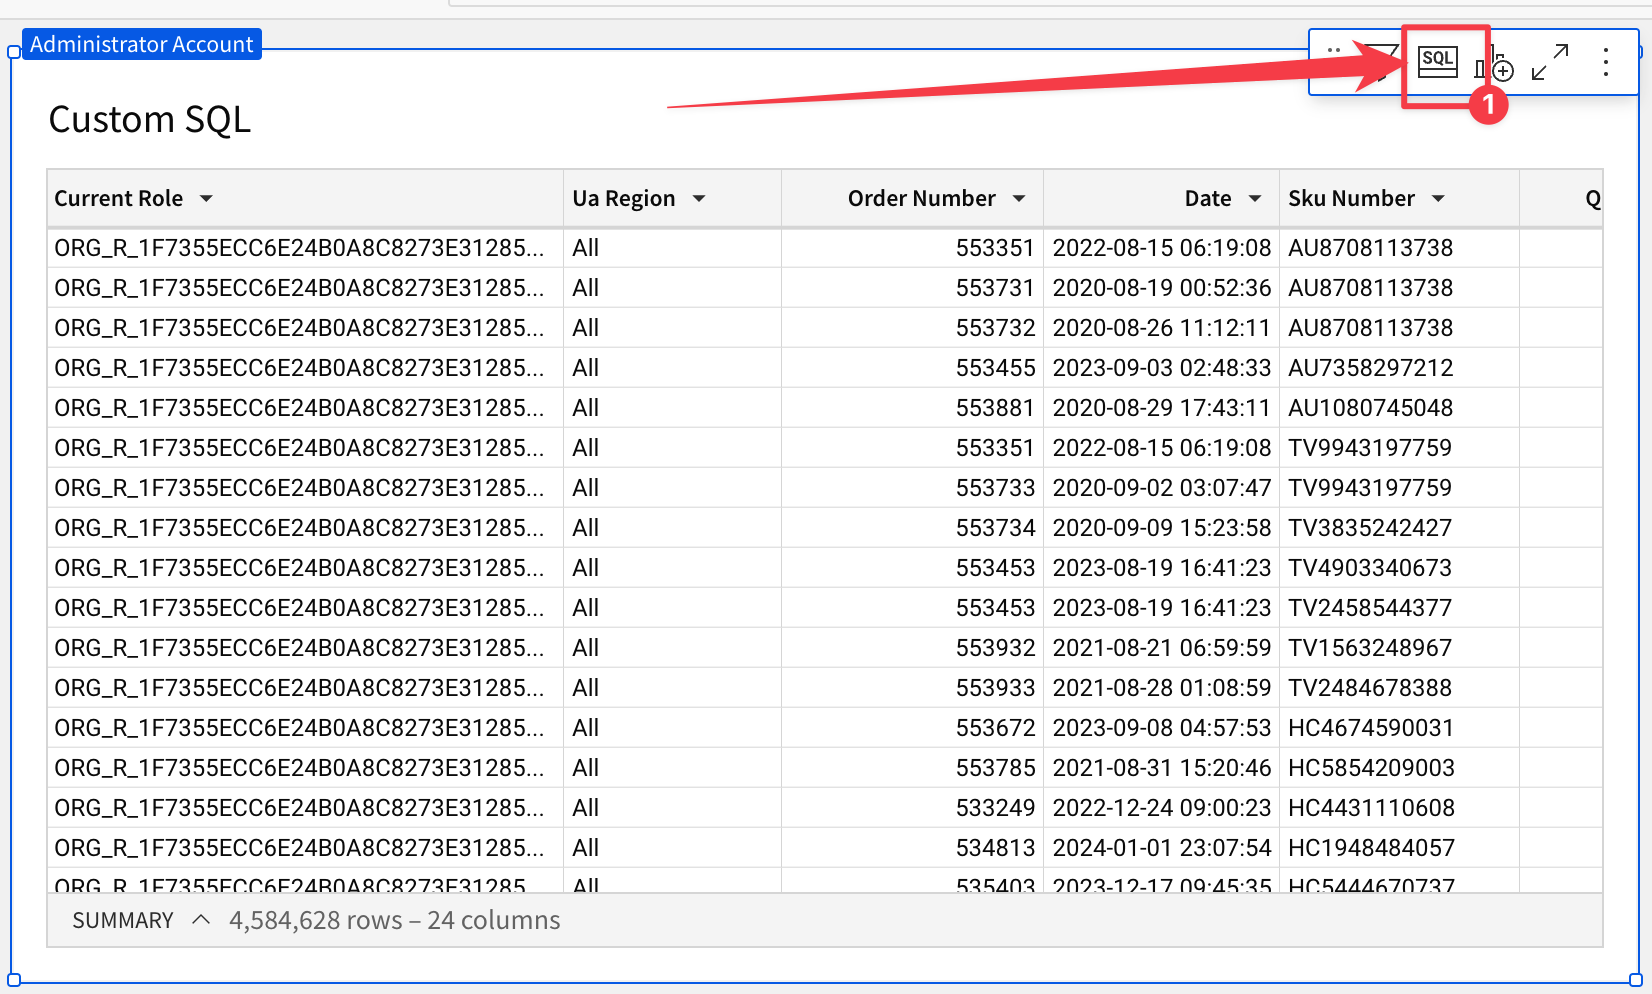 Administrator Account
SQL
1
Custom SQL
Current Role Ua Region Order Number Date Sku Number Q
ORG_R_1F7355ECC6E24B0A8C8273E31285... All 553351 2022-08-15 06:19:08 AU8708113738
ORG_R_1F7355ECC6E24B0A8C8273E31285... All 553731 2020-08-19 00:52:36 AU8708113738
ORG_R_1F7355ECC6E24B0A8C8273E31285... All 553732 2020-08-26 11:12:11 AU8708113738
ORG_R_1F7355ECC6E24B0A8C8273E31285... All 553455 2023-09-03 02:48:33 AU7358297212
ORG_R_1F7355ECC6E24B0A8C8273E31285... All 553881 2020-08-29 17:43:11 AU1080745048
ORG_R_1F7355ECC6E24B0A8C8273E31285... All 553351 2022-08-15 06:19:08 TV9943197759
ORG_R_1F7355ECC6E24B0A8C8273E31285... All 553733 2020-09-02 03:07:47 TV9943197759
ORG_R_1F7355ECC6E24B0A8C8273E31285... All 553734 2020-09-09 15:23:58 TV3835242427
ORG_R_1F7355ECC6E24B0A8C8273E31285... All 553453 2023-08-19 16:41:23 TV4903340673
ORG_R_1F7355ECC6E24B0A8C8273E31285... All 553453 2023-08-19 16:41:23 TV2458544377
ORG_R_1F7355ECC6E24B0A8C8273E31285... All 553932 2021-08-21 06:59:59 TV1563248967
ORG_R_1F7355ECC6E24B0A8C8273E31285... All 553933 2021-08-28 01:08:59 TV2484678388
ORG_R_1F7355ECC6E24B0A8C8273E31285... All 553672 2023-09-08 04:57:53 HC4674590031
ORG_R_1F7355ECC6E24B0A8C8273E31285... All 553785 2021-08-31 15:20:46 HC5854209003
ORG_R_1F7355ECC6E24B0A8C8273E31285... All 533249 2022-12-24 09:00:23 HC4431110608
ORG_R_1F7355ECC6E24B0A8C8273E31285... All 534813 2024-01-01 23:07:54 HC1948484057
ORG_R_1F7355ECC6E24B0A8C8273E31285... All 535403 2023-12-17 09:45:35 HC5444670737
SUMMARY 4,584,628 rows – 24 columns